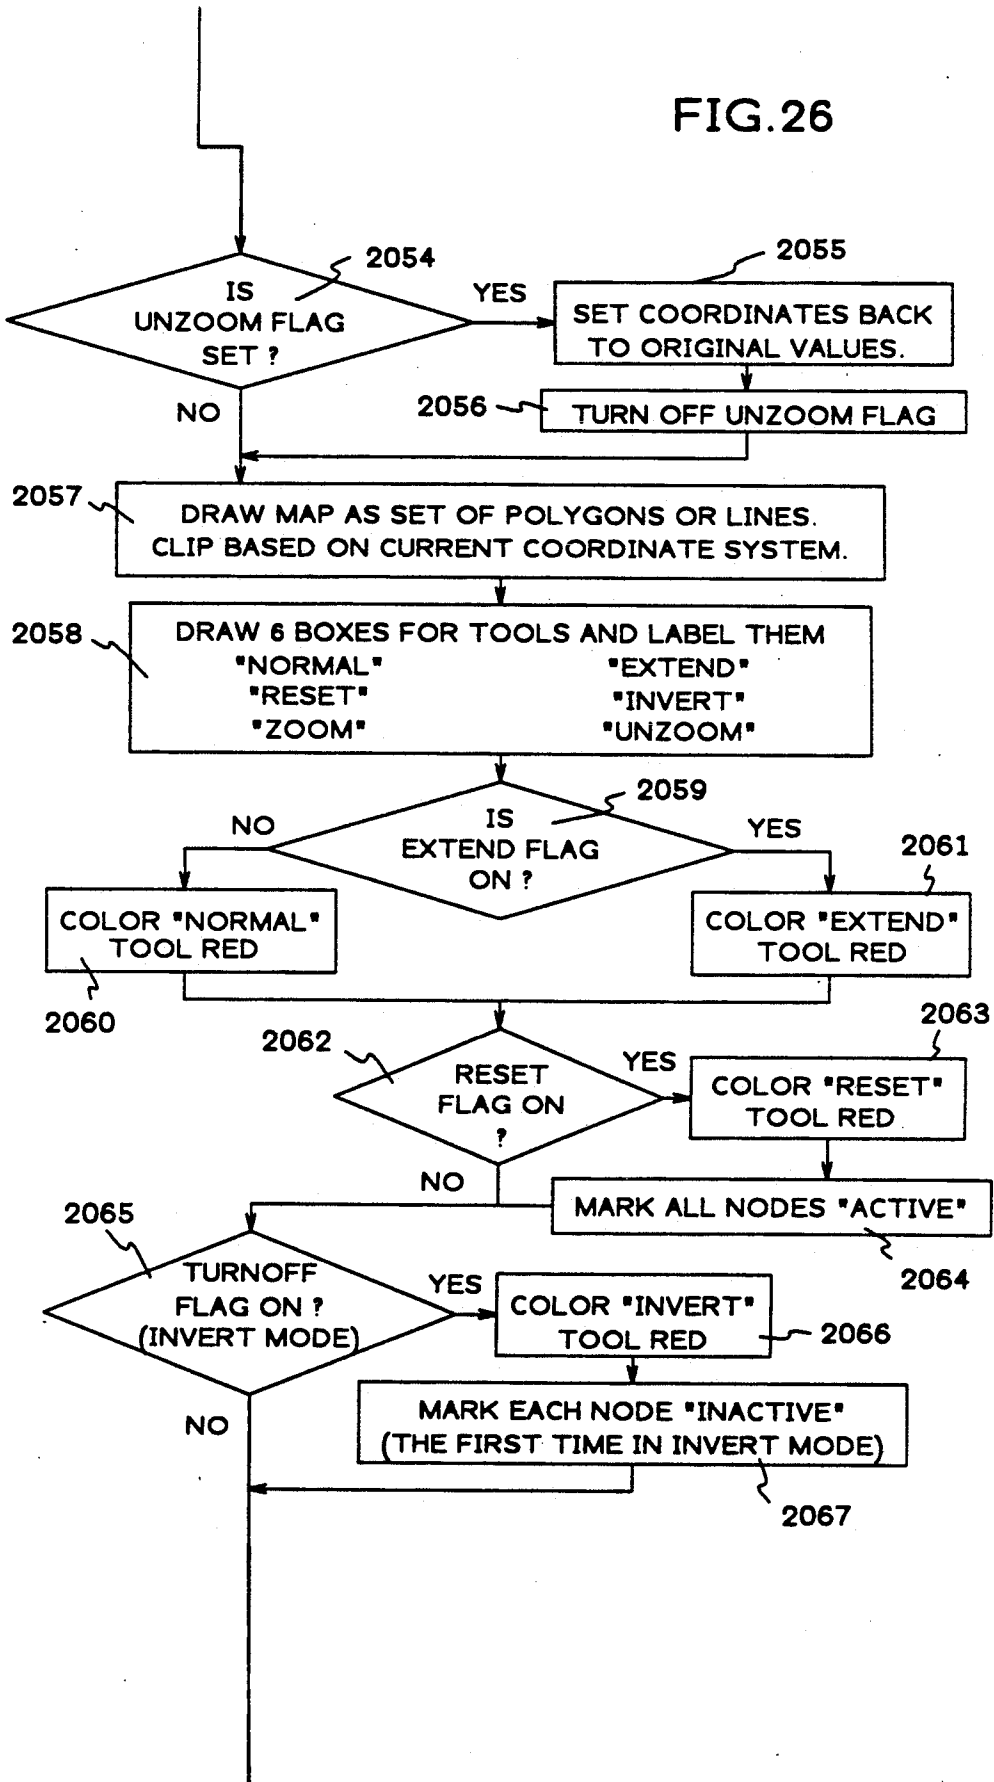 FIG.26
2054
IS
UNZOOM FLAG
SET ?
YES
2055
SET COORDINATES BACK
TO ORIGINAL VALUES.
NO
2056
TURN OFF UNZOOM FLAG
2057
DRAW MAP AS SET OF POLYGONS OR LINES.
CLIP BASED ON CURRENT COORDINATE SYSTEM.
2058
DRAW 6 BOXES FOR TOOLS AND LABEL THEM
"NORMAL" "EXTEND"
"RESET" "INVERT"
"ZOOM" "UNZOOM"
2059
IS
EXTEND FLAG
ON ?
NO
YES
2061
COLOR "NORMAL"
TOOL RED
COLOR "EXTEND"
TOOL RED
2060
2062
RESET
FLAG ON
?
YES
2063
COLOR "RESET"
TOOL RED
NO
MARK ALL NODES "ACTIVE"
2064
2065
TURNOFF
FLAG ON ?
(INVERT MODE)
YES
COLOR "INVERT"
TOOL RED
2066
NO
MARK EACH NODE "INACTIVE"
(THE FIRST TIME IN INVERT MODE)
2067